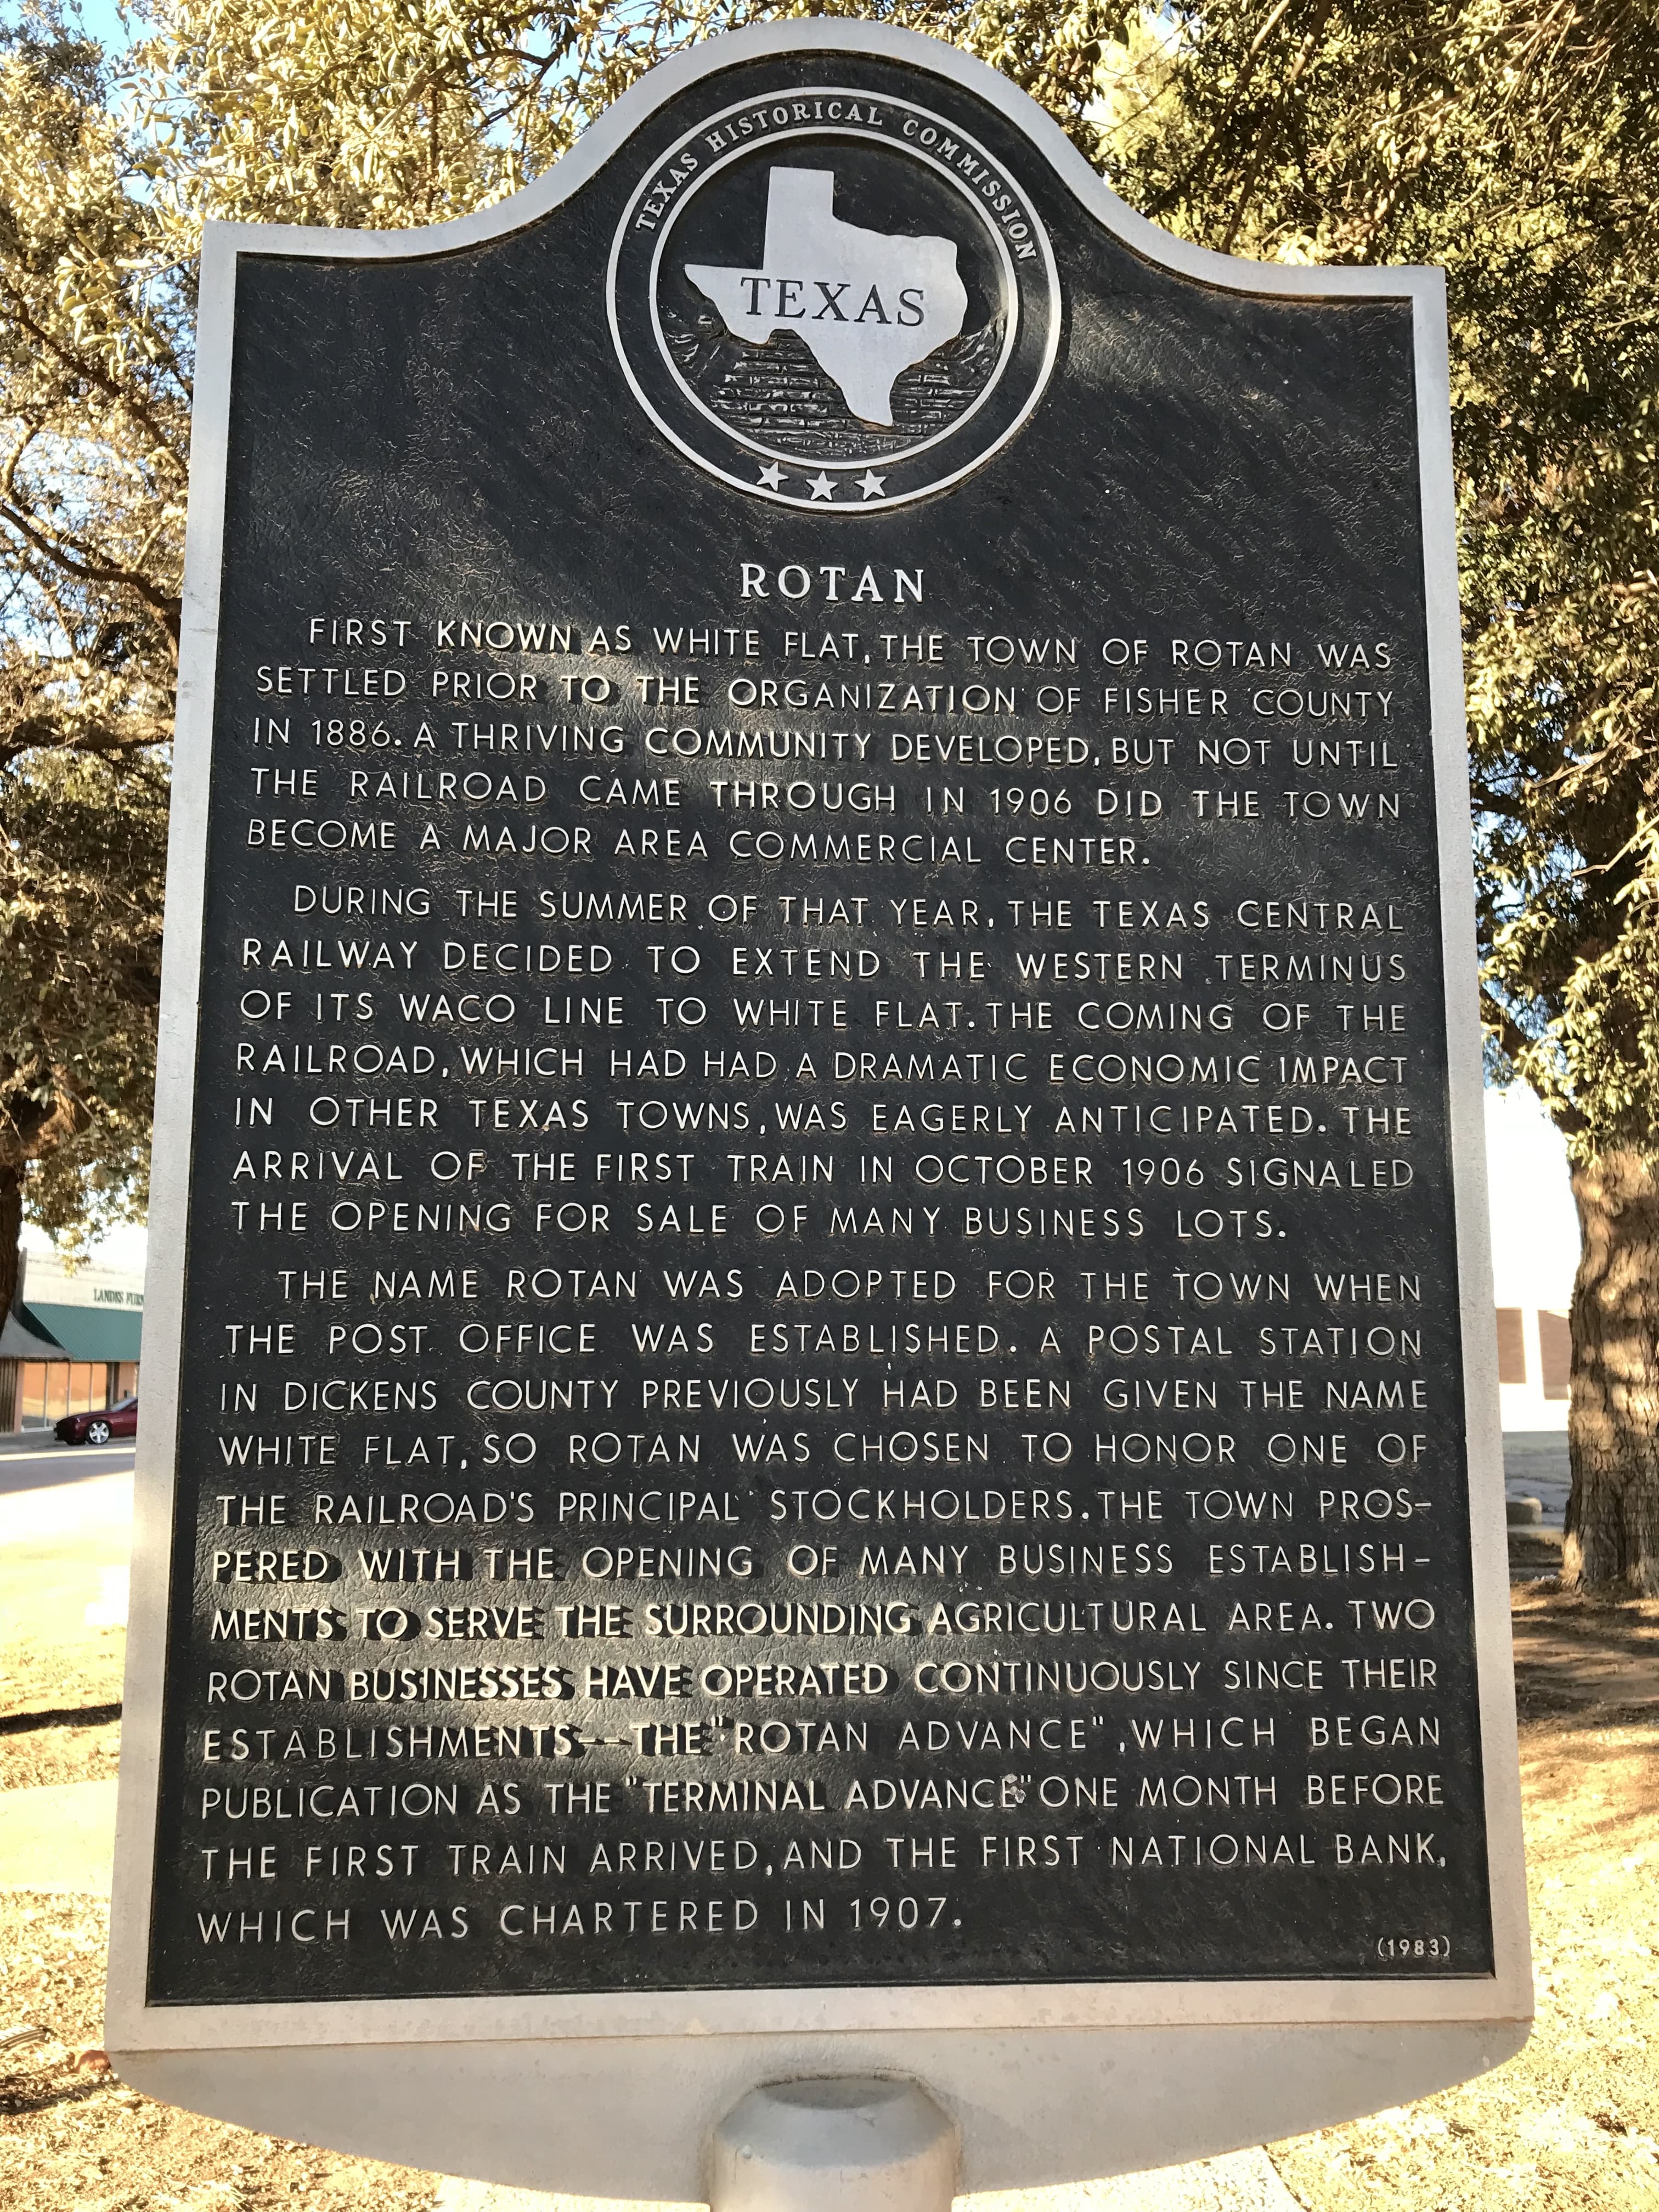 TEXAS HISTORICAL COMMISSION
TEXAS
ROTAN
FIRST KNOWN AS WHITE FLAT, THE TOWN OF ROTAN WAS
SETTLED PRIOR TO THE ORGANIZATION OF FISHER COUNTY
IN 1886. A THRIVING COMMUNITY DEVELOPED, BUT NOT UNTIL
THE RAILROAD CAME THROUGH IN 1906 DID THE TOWN
BECOME A MAJOR AREA COMMERCIAL CENTER.
DURING THE SUMMER OF THAT YEAR, THE TEXAS CENTRAL
RAILWAY DECIDED TO EXTEND THE WESTERN TERMINUS
OF ITS WACO LINE TO WHITE FLAT. THE COMING OF THE
RAILROAD, WHICH HAD HAD A DRAMATIC ECONOMIC IMPACT
IN OTHER TEXAS TOWNS, WAS EAGERLY ANTICIPATED. THE
ARRIVAL OF THE FIRST TRAIN IN OCTOBER 1906 SIGNALED
THE OPENING FOR SALE OF MANY BUSINESS LOTS.
THE NAME ROTAN WAS ADOPTED FOR THE TOWN WHEN
THE POST OFFICE WAS ESTABLISHED. A POSTAL STATION
IN DICKENS COUNTY PREVIOUSLY HAD BEEN GIVEN THE NAME
WHITE FLAT, SO ROTAN WAS CHOSEN TO HONOR ONE OF
THE RAILROAD'S PRINCIPAL STOCKHOLDERS. THE TOWN PROS-
PERED WITH THE OPENING OF MANY BUSINESS ESTABLISH-
MENTS TO SERVE THE SURROUNDING AGRICULTURAL AREA. TWO
ROTAN BUSINESSES HAVE OPERATED CONTINUOUSLY SINCE THEIR
ESTABLISHMENTS--THE "ROTAN ADVANCE", WHICH BEGAN
PUBLICATION AS THE "TERMINAL ADVANCE" ONE MONTH BEFORE
THE FIRST TRAIN ARRIVED, AND THE FIRST NATIONAL BANK,
WHICH WAS CHARTERED IN 1907.
(1983)
LANDES